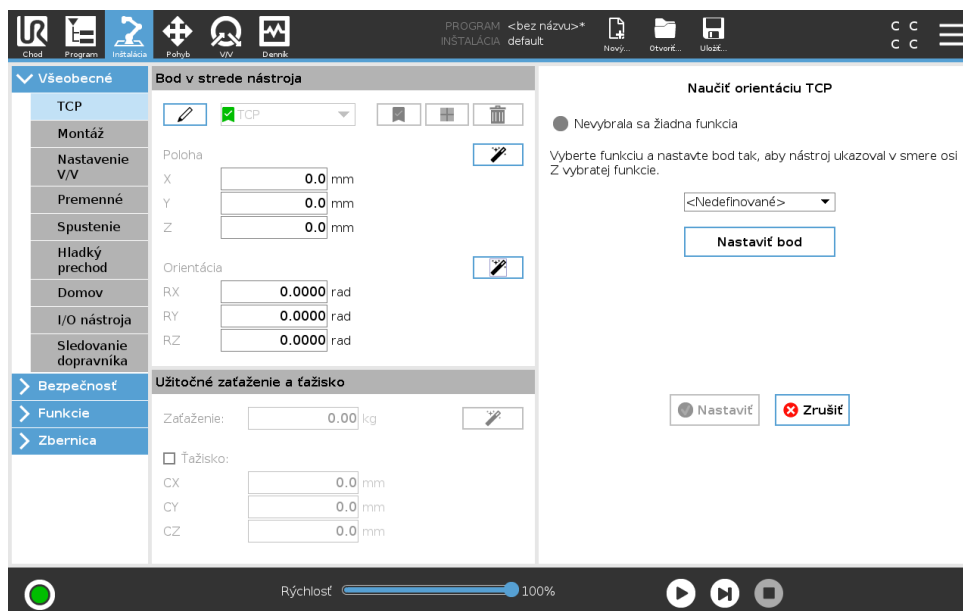 PROGRAM <bez názvu>*
INŠTALÁCIA default
Chod
Program
Inštalácia
Pohyb
V/V
Denník
Nový...
Otvoriť...
Uložiť...
C C
C C
Všeobecné
TCP
Montáž
Nastavenie
V/V
Premenné
Spustenie
Hladký
prechod
Domov
I/O nástroja
Sledovanie
dopravníka
Bezpečnosť
Funkcie
Zbernica
Bod v strede nástroja
TCP
Poloha
X 0.0 mm
Y 0.0 mm
Z 0.0 mm
Orientácia
RX 0.0000 rad
RY 0.0000 rad
RZ 0.0000 rad
Užitočné zaťaženie a ťažisko
Zaťaženie: 0.00 kg
Ťažisko:
CX 0.0 mm
CY 0.0 mm
CZ 0.0 mm
Naučiť orientáciu TCP
Nevybrala sa žiadna funkcia
Vyberte funkciu a nastavte bod tak, aby nástroj ukazoval v smere osi
Z vybratej funkcie.
<Nedefinované>
Nastaviť bod
Nastaviť
Zrušiť
Rýchlosť 100%